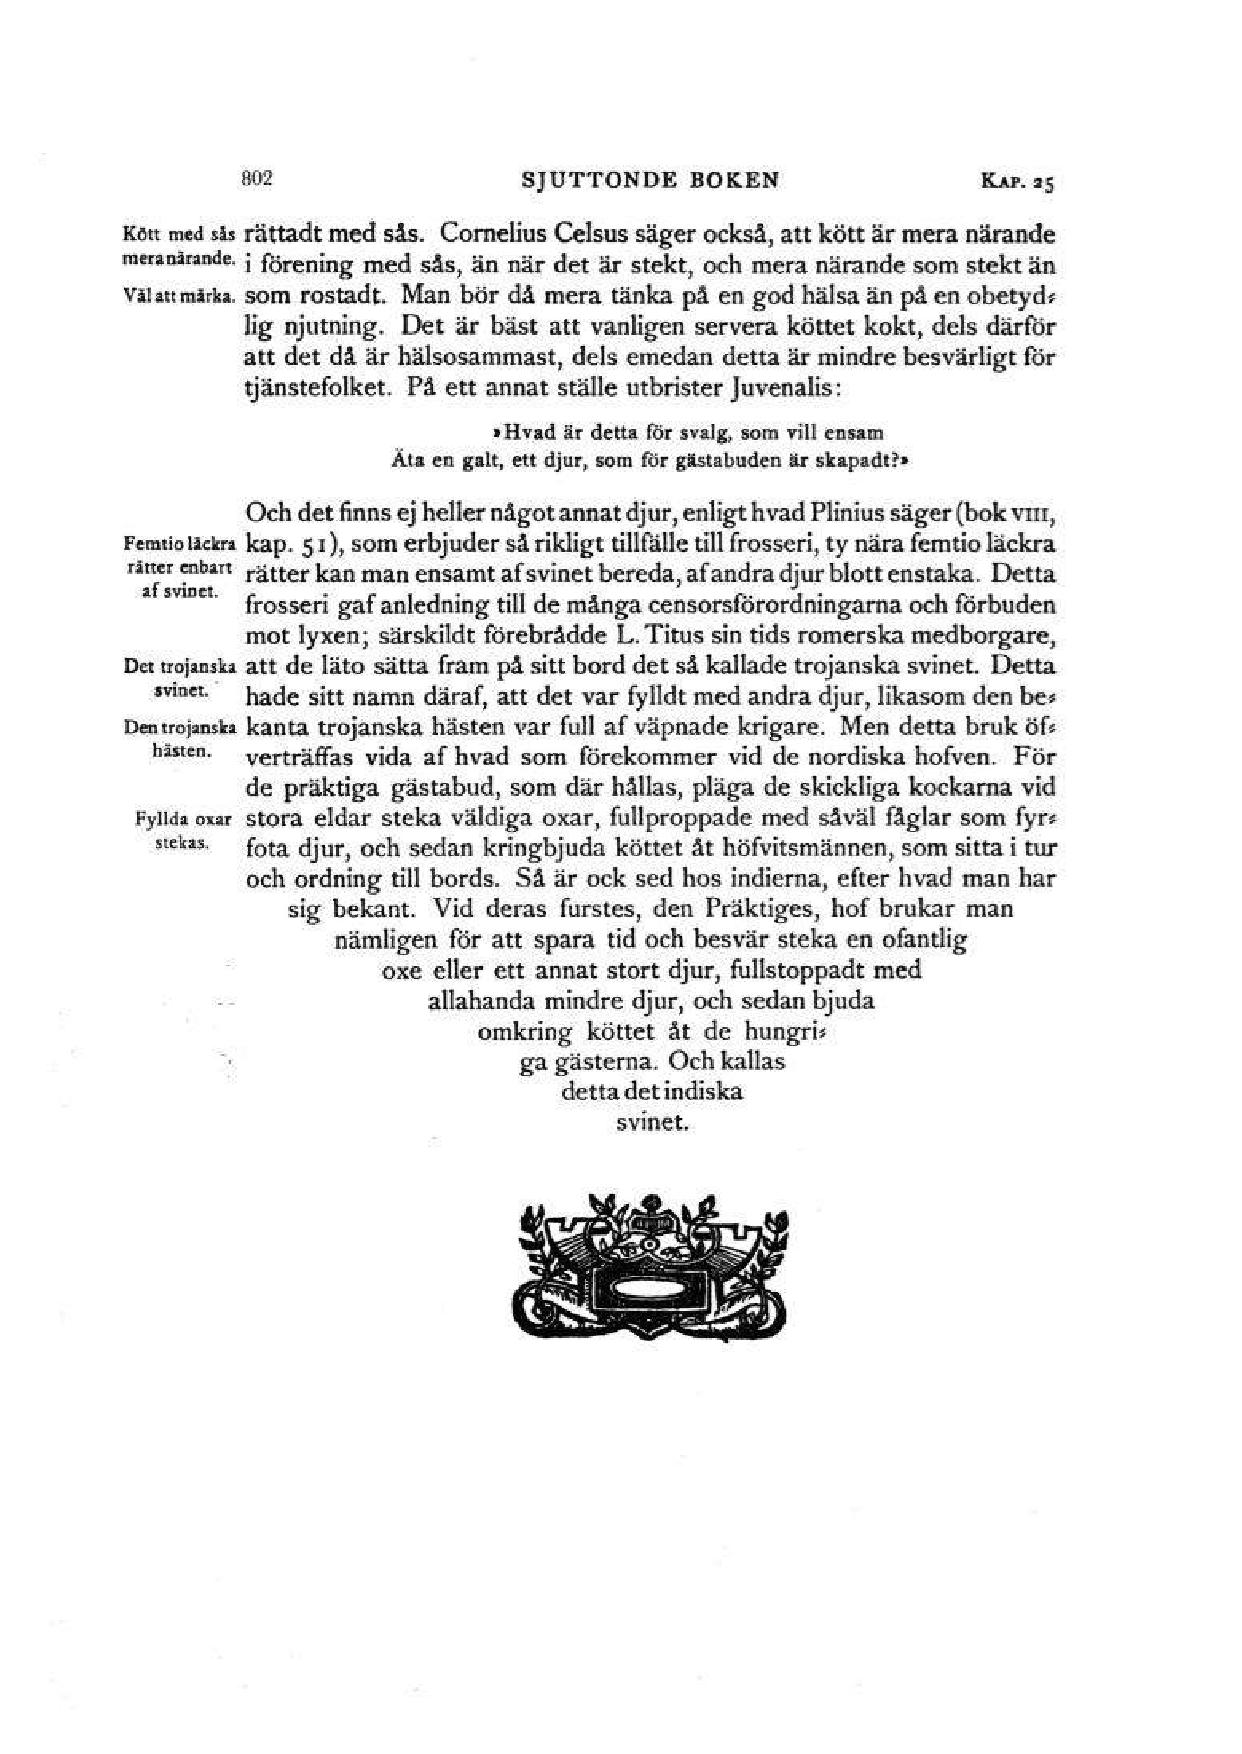 802 SJUTTONDE BOKEN KAP. 25
Kött med sås rättadt med sås. Cornelius Celsus säger också, att kött är mera närande
mera närande. i förening med sås, än när det är stekt, och mera närande som stekt än
Väl att märka. som rostadt. Man bör då mera tänka på en god hälsa än på en obetyd-
lig njutning. Det är bäst att vanligen servera köttet kokt, dels därför
att det då är hälsosammast, dels emedan detta är mindre besvärligt för
tjänstefolket. På ett annat ställe utbrister Juvenalis:
»Hvad är detta för svalg, som vill ensam
Äta en galt, ett djur, som för gästabuden är skapadt?»
Och det finns ej heller något annat djur, enligt hvad Plinius säger (bok VIII,
Femtio läckra kap. 51), som erbjuder så rikligt tillfälle till frosseri, ty nära femtio läckra
rätter enbart rätter kan man ensamt af svinet bereda, af andra djur blott enstaka. Detta
af svinet. frosseri gaf anledning till de många censorsförordningarna och förbuden
mot lyxen; särskildt förebrådde L. Titus sin tids romerska medborgare,
Det trojanska att de läto sätta fram på sitt bord det så kallade trojanska svinet. Detta
svinet. hade sitt namn däraf, att det var fylldt med andra djur, likasom den be-
Den trojanska kanta trojanska hästen var full af väpnade krigare. Men detta bruk öf-
hästen. verträffas vida af hvad som förekommer vid de nordiska hofven. För
de präktiga gästabud, som där hållas, pläga de skickliga kockarna vid
Fyllda oxar stora eldar steka väldiga oxar, fullproppade med såväl fåglar som fyr-
stekas. fota djur, och sedan kringbjuda köttet åt höfvitsmännen, som sitta i tur
och ordning till bords. Så är ock sed hos indierna, efter hvad man har
sig bekant. Vid deras furstes, den Präktiges, hof brukar man
nämligen för att spara tid och besvär steka en ofantlig
oxe eller ett annat stort djur, fullstoppadt med
allahanda mindre djur, och sedan bjuda
omkring köttet åt de hungri-
ga gästerna. Och kallas
detta det indiska
svinet.